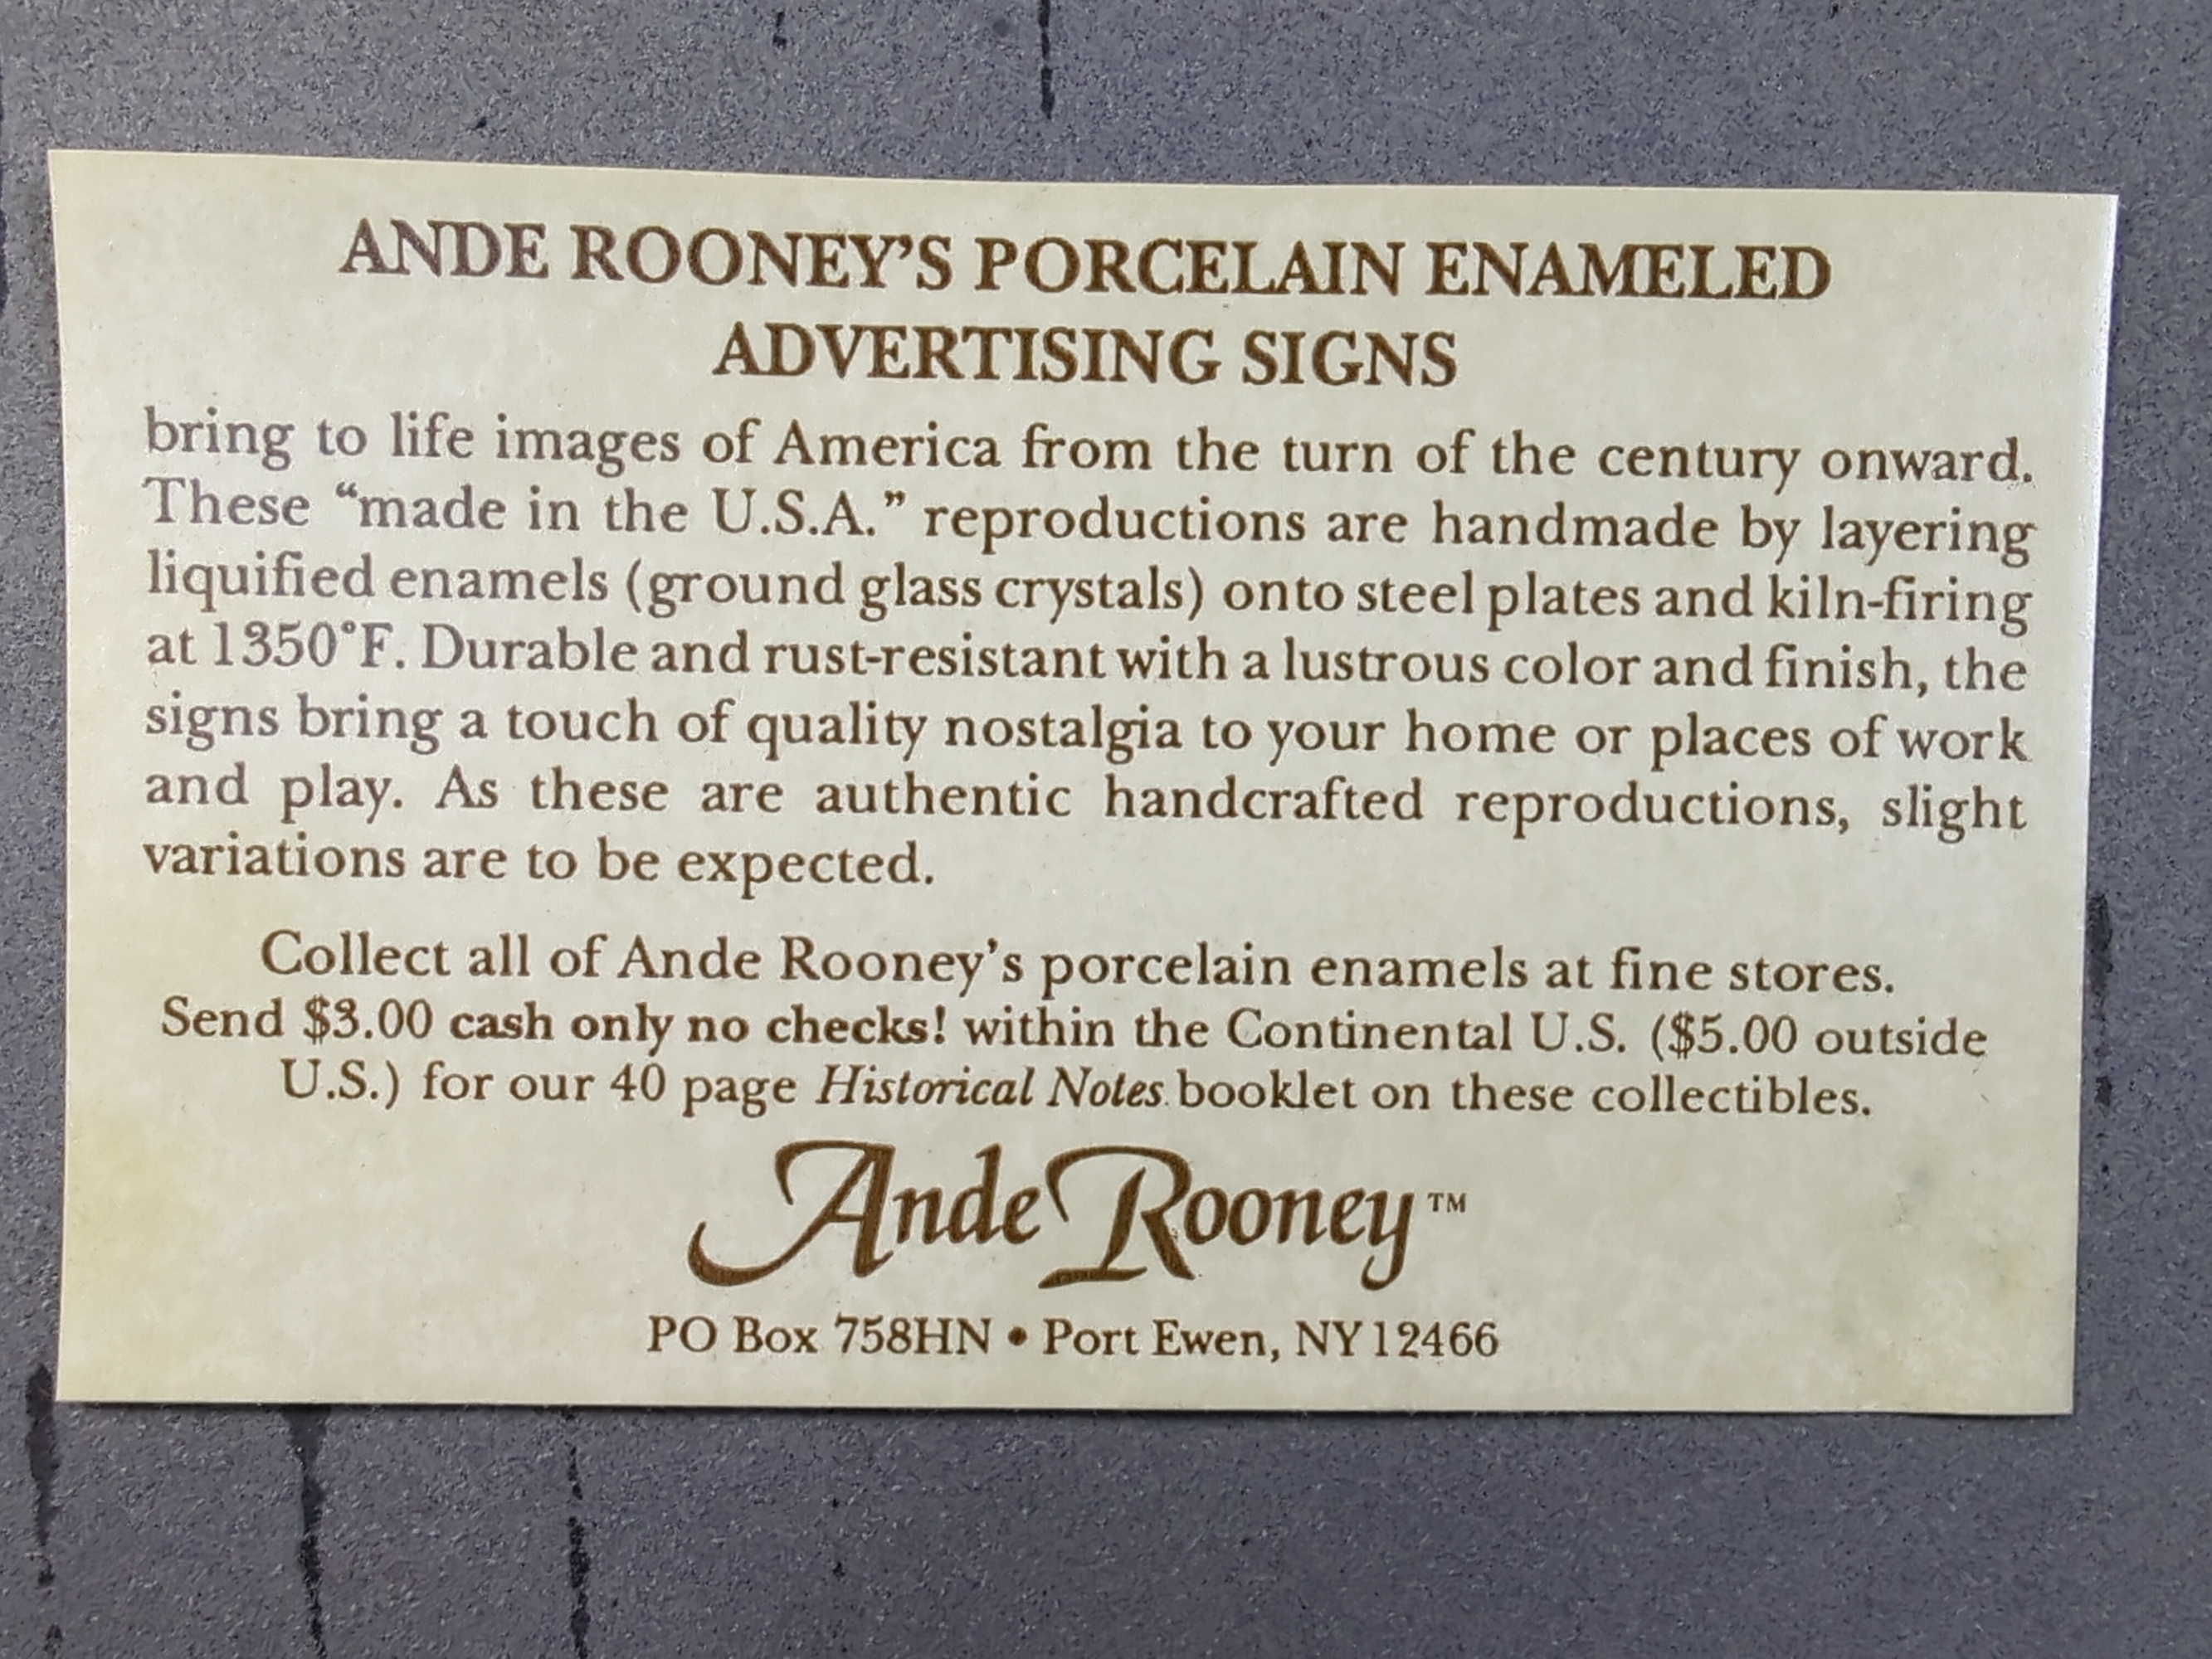 ANDE ROONEY’S PORCELAIN ENAMELED
ADVERTISING SIGNS
bring to life images of America from the turn of the century onward.
These “made in the U.S.A.” reproductions are handmade by layering
liquified enamels (ground glass crystals) onto steel plates and kiln-firing
at 1350°F. Durable and rust-resistant with a lustrous color and finish, the
signs bring a touch of quality nostalgia to your home or places of work
and play. As these are authentic handcrafted reproductions, slight
variations are to be expected.
Collect all of Ande Rooney’s porcelain enamels at fine stores.
Send $3.00 cash only no checks! within the Continental U.S. ($5.00 outside
U.S.) for our 40 page Historical Notes booklet on these collectibles.
Ande Rooney™
PO Box 758HN • Port Ewen, NY 12466